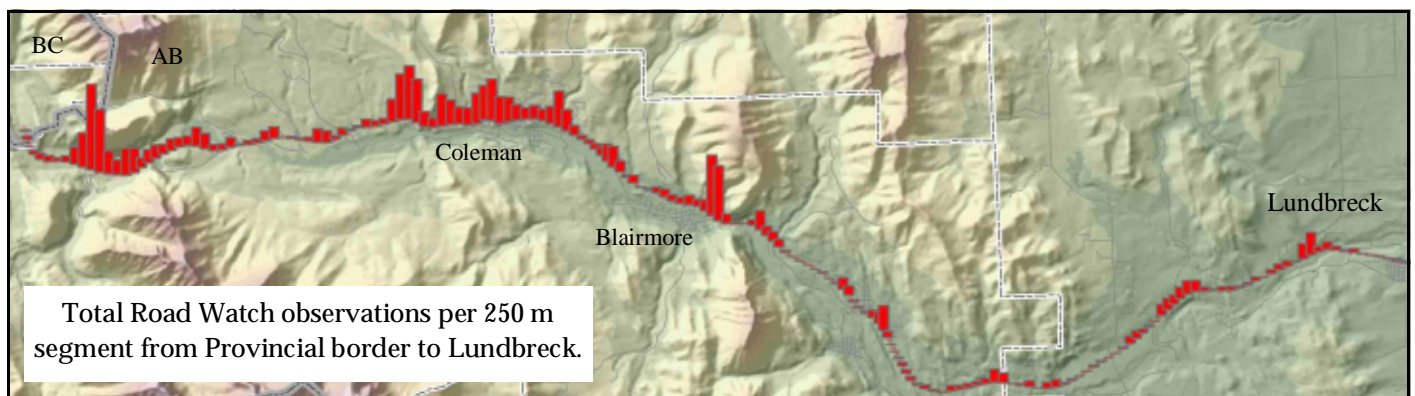 BC
AB
Coleman
Blairmore
Lundbreck
Total Road Watch observations per 250 m
segment from Provincial border to Lundbreck.